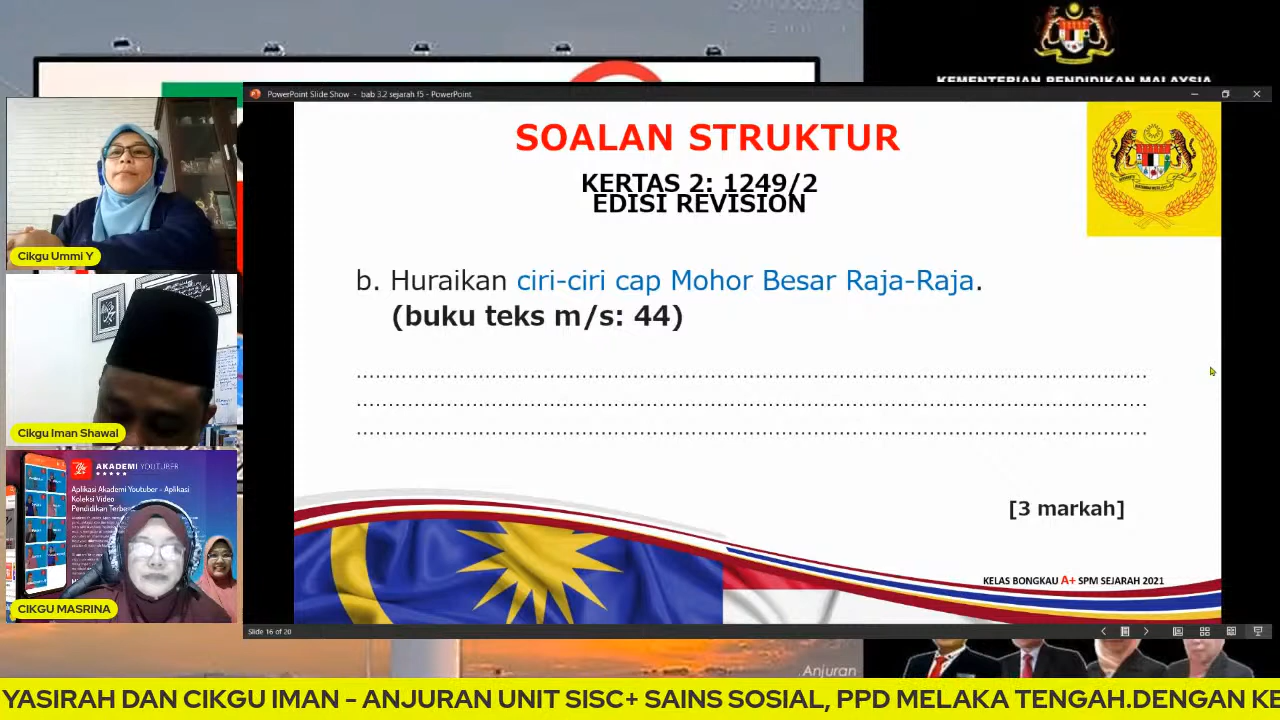 KEMENTERIAN PENDIDIKAN MALAYSIA
PowerPoint Slide Show - bab 3.2 sejarah f5 - PowerPoint
SOALAN STRUKTUR
KERTAS 2: 1249/2
EDISI REVISION
b. Huraikan ciri-ciri cap Mohor Besar Raja-Raja.
(buku teks m/s: 44)
[3 markah]
KELAS BONGKAU A+ SPM SEJARAH 2021
Slide 16 of 20
Cikgu Ummi Y
Cikgu Iman Shawal
AKADEMI YOUTUBER
Aplikasi Akademi Youtuber - Aplikasi
Koleksi Video
CIKGU MASRINA
Anjuran
YASIRAH DAN CIKGU IMAN - ANJURAN UNIT SISC+ SAINS SOSIAL, PPD MELAKA TENGAH.DENGAN KE